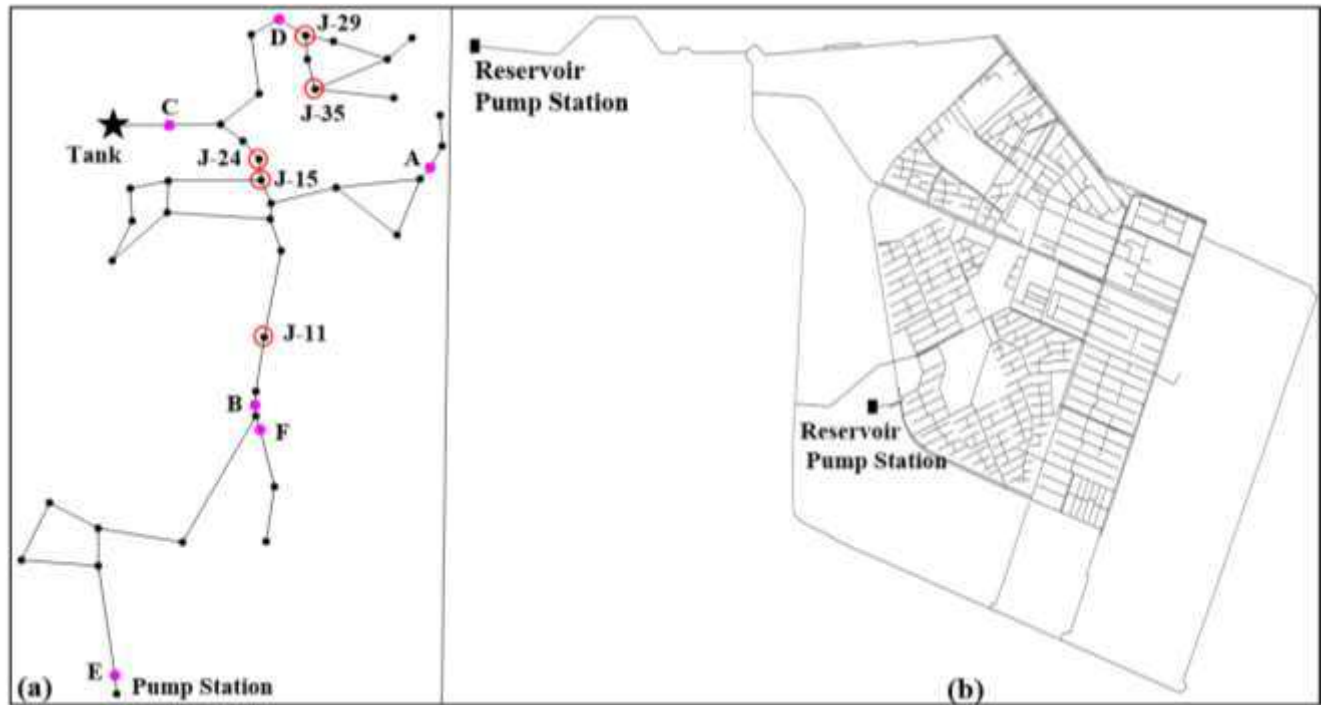 D
J-29
C
J-35
Tank
J-24
A
J-15
J-11
B
F
E
Pump Station
(a)
Reservoir
Pump Station
Reservoir
Pump Station
(b)